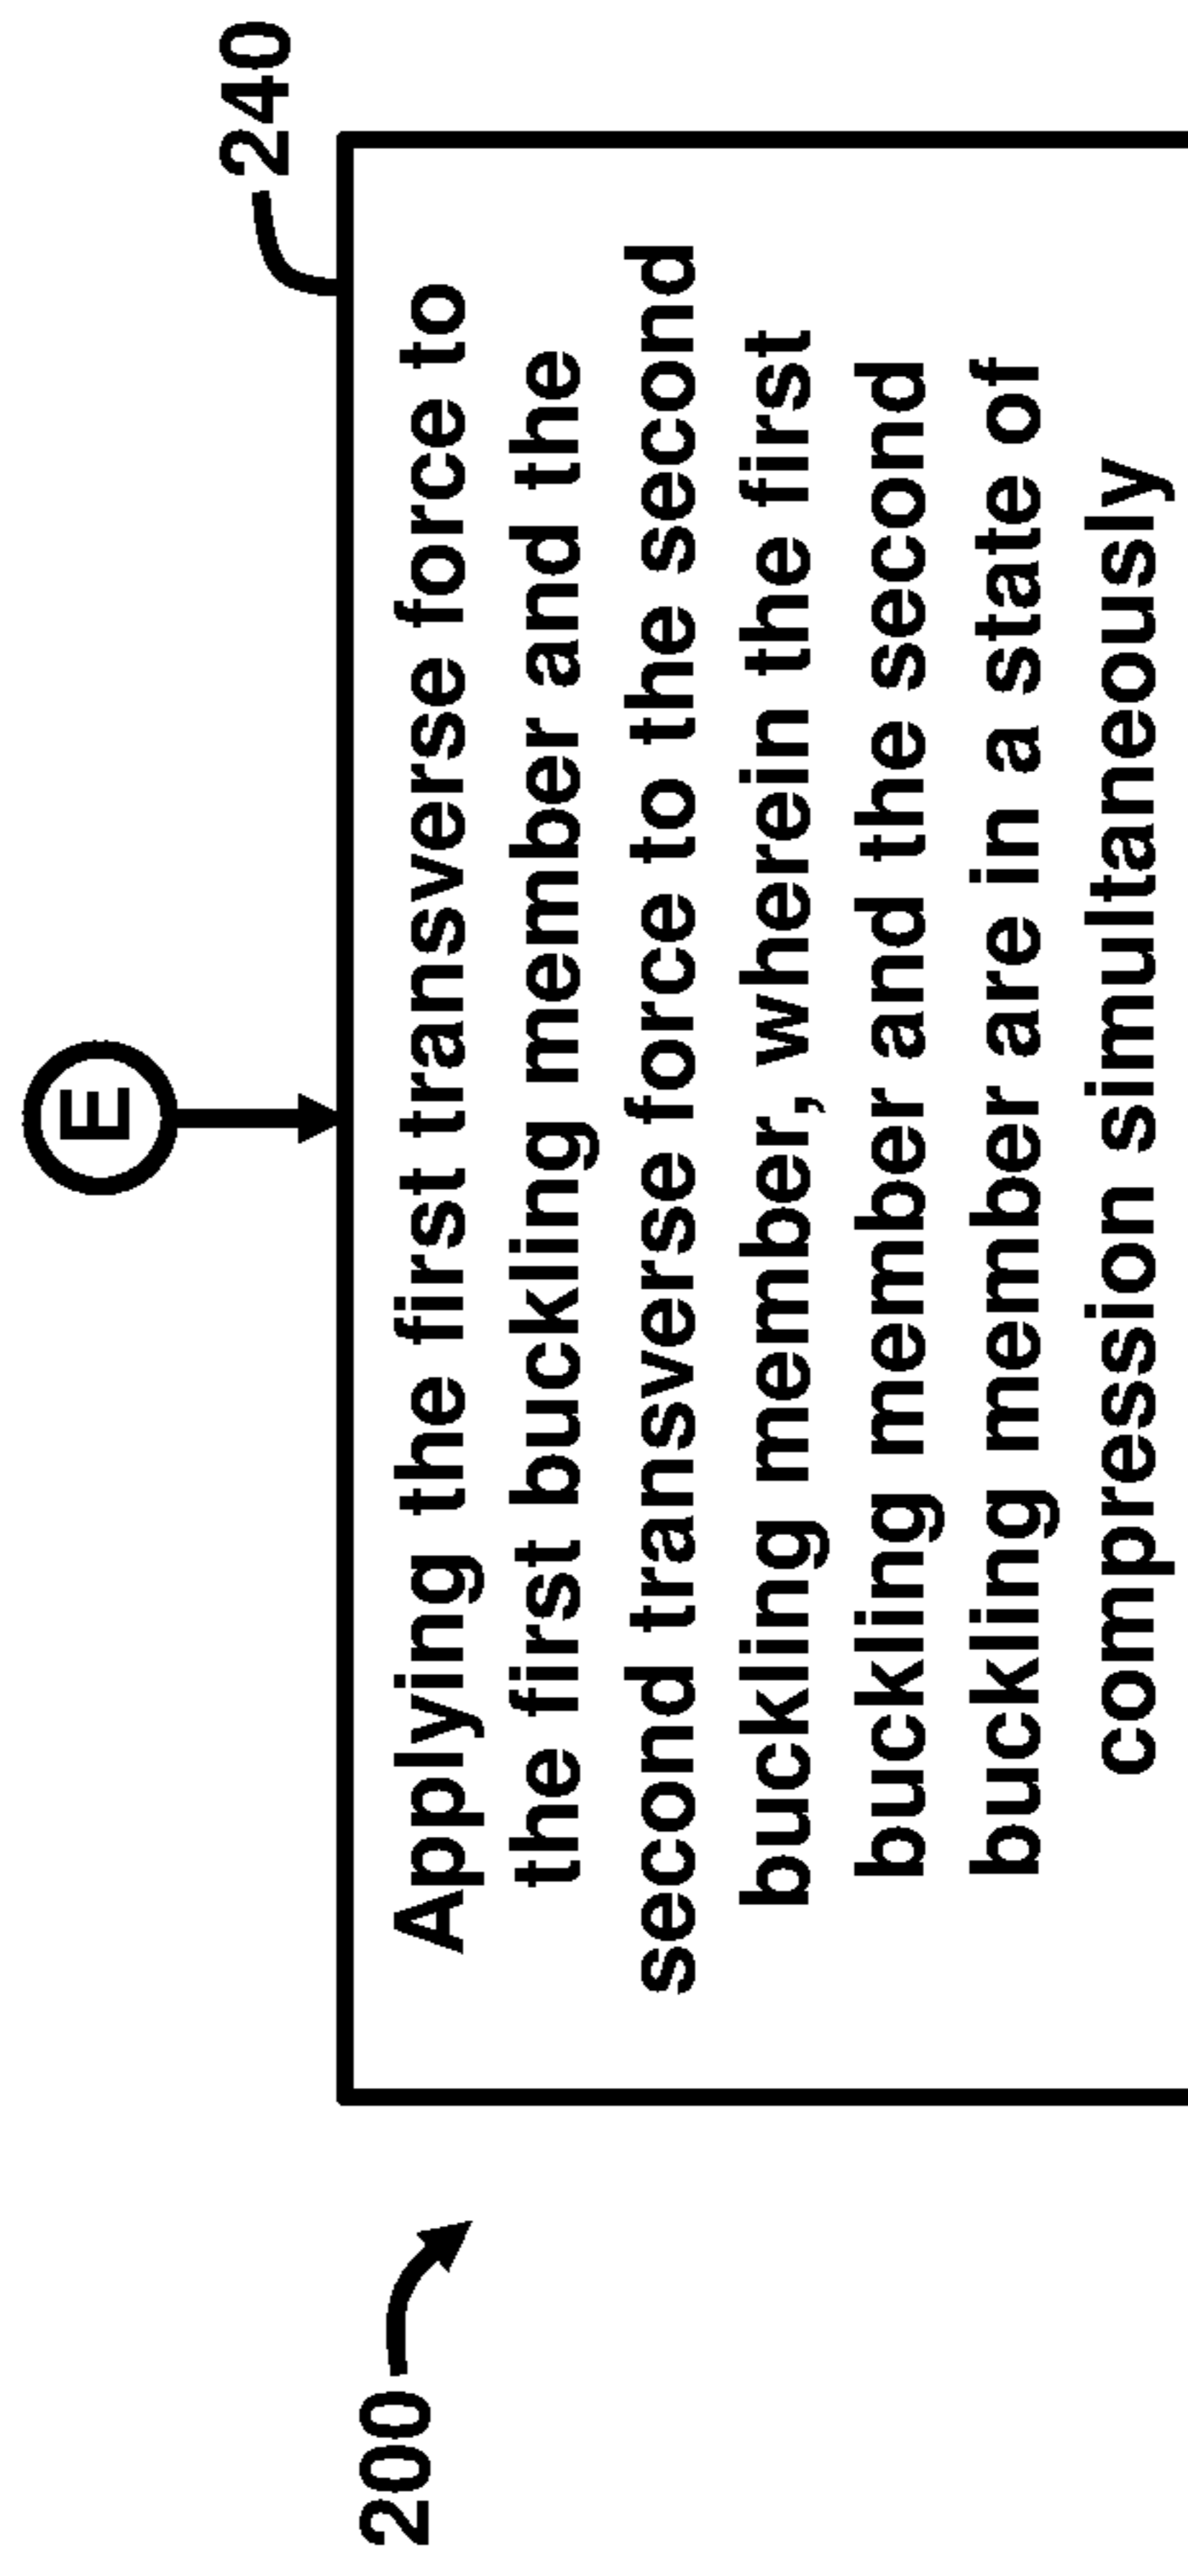 E
240
Applying the first transverse force to
the first buckling member and the
second transverse force to the second
buckling member, wherein the first
buckling member and the second
buckling member are in a state of
compression simultaneously
200